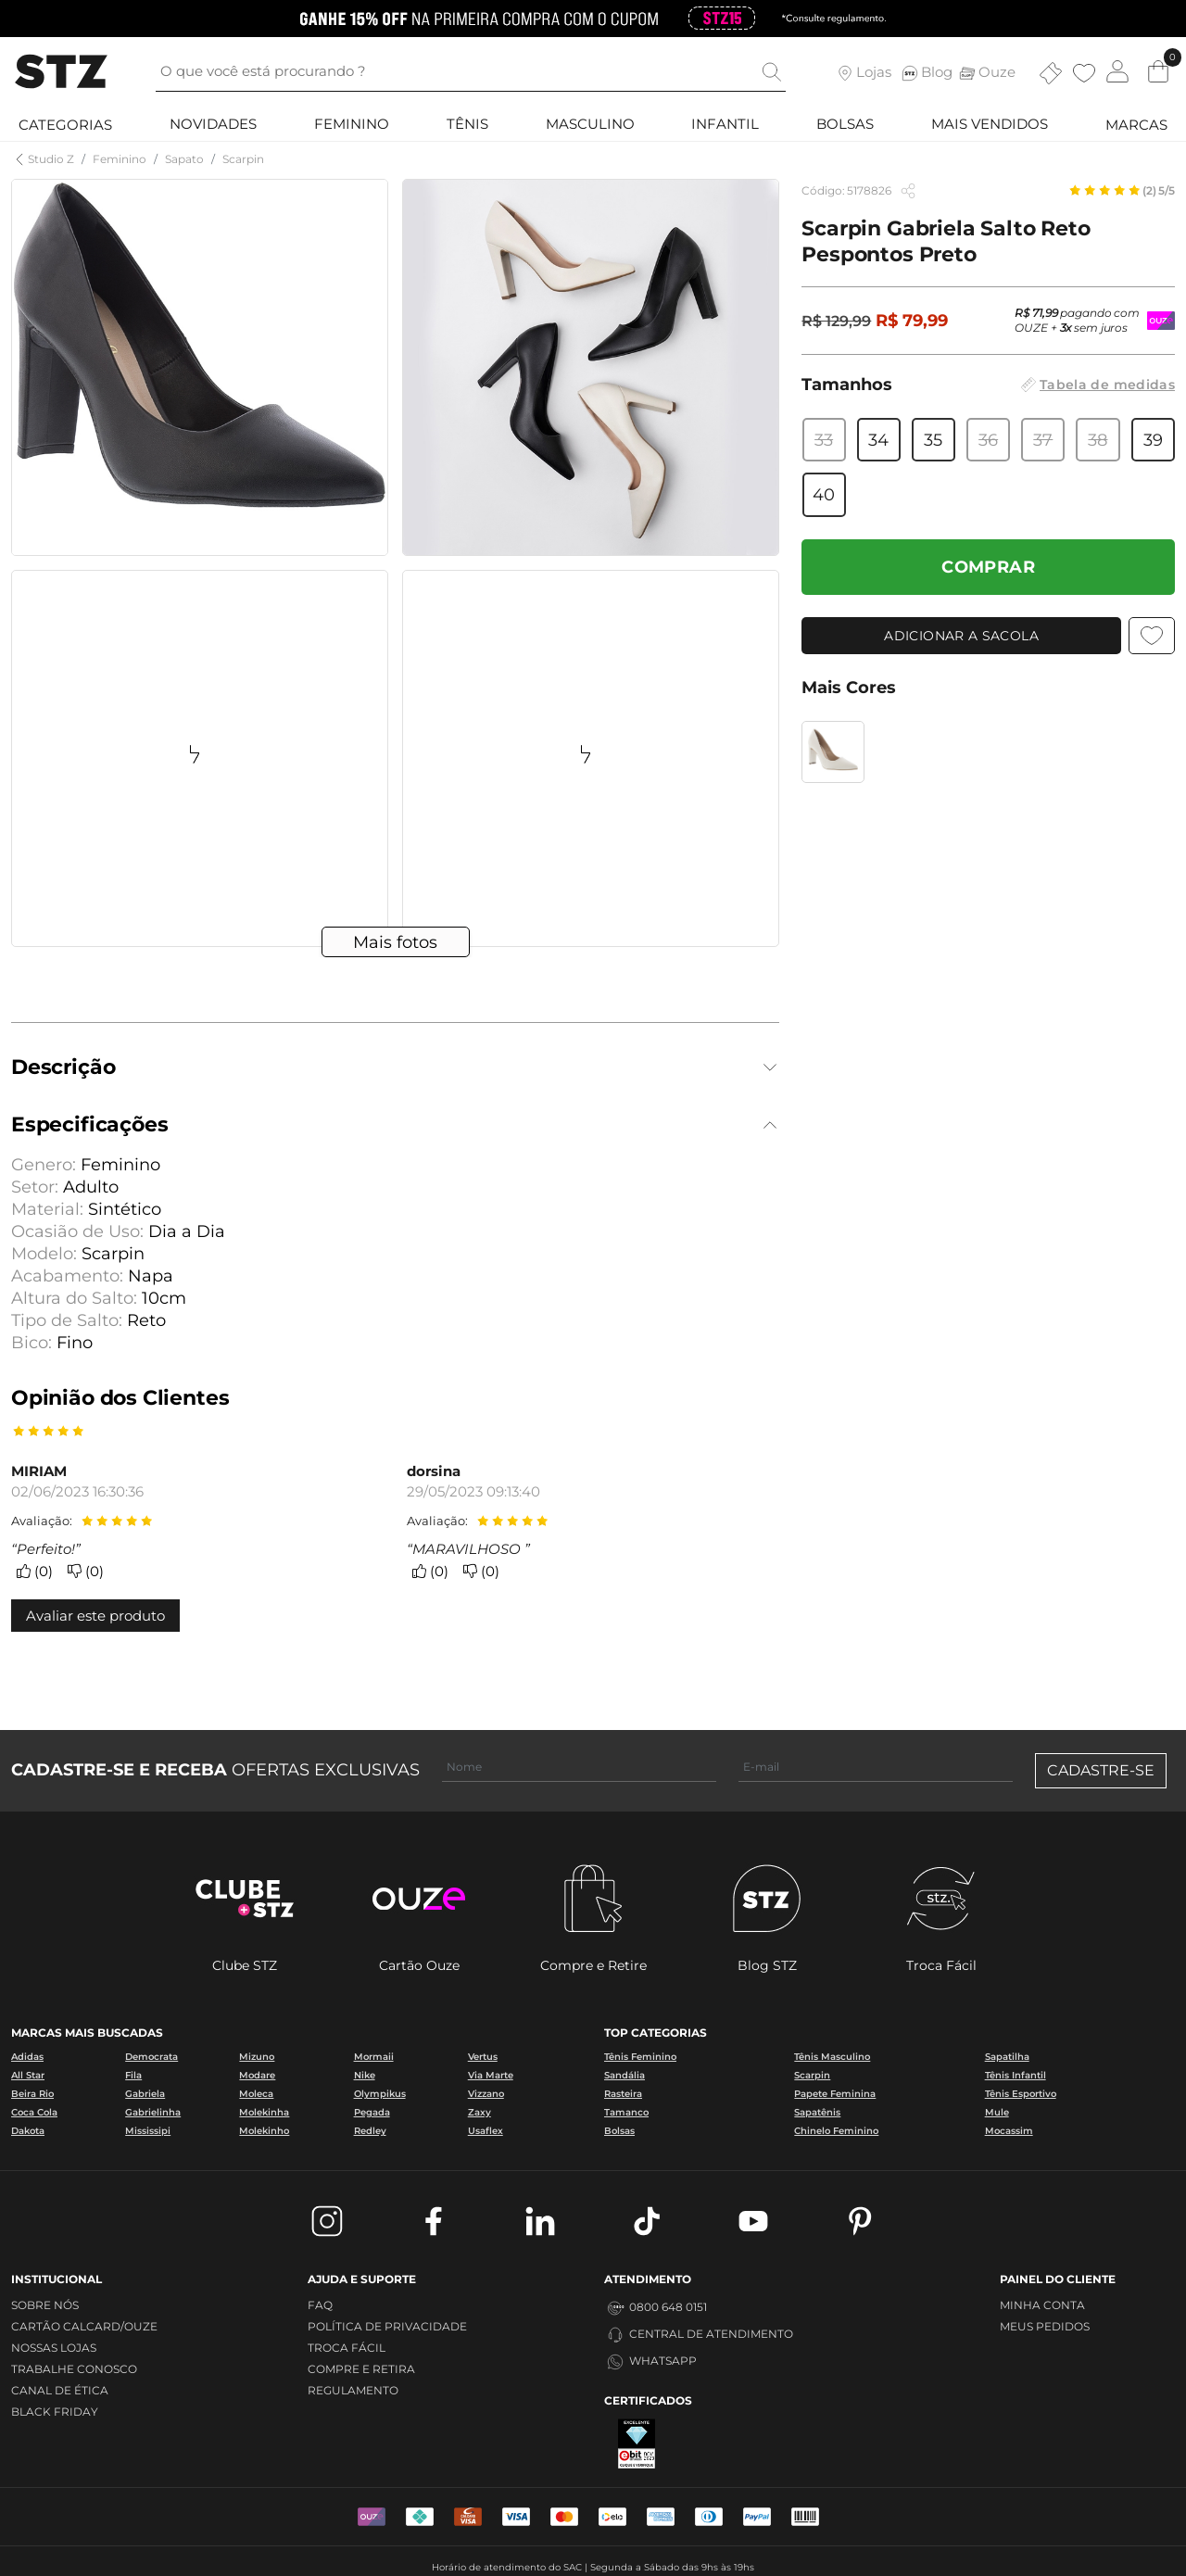 GANHE 15% OFF NA PRIMEIRA COMPRA COM O CUPOM STZ15 *Consulte regulamento.
STZ
O que você está procurando ?
Lojas
STZ Blog
Ouze
0
CATEGORIAS NOVIDADES FEMININO TÊNIS MASCULINO INFANTIL BOLSAS MAIS VENDIDOS MARCAS
Studio Z / Feminino / Sapato / Scarpin
Código: 5178826
(2) 5/5
Scarpin Gabriela Salto Reto
Despontos Preto
R$ 129,99 R$ 79,99
R$ 71,99 pagando com
OUZE + 3x sem juros
OUZ
Tamanhos
Tabela de medidas
33 34 35 36 37 38 39
40
COMPRAR
ADICIONAR A SACOLA
Mais Cores
Mais fotos
Descrição
Especificações
Genero: Feminino
Setor: Adulto
Material: Sintético
Ocasião de Uso: Dia a Dia
Modelo: Scarpin
Acabamento: Napa
Altura do Salto: 10cm
Tipo de Salto: Reto
Bico: Fino
Opinião dos Clientes
MIRIAM
02/06/2023 16:30:36
Avaliação:
“Perfeito!”
(0) (0)
dorsina
29/05/2023 09:13:40
Avaliação:
“MARAVILHOSO ”
(0) (0)
Avaliar este produto
CADASTRE-SE E RECEBA OFERTAS EXCLUSIVAS
Nome
E-mail
CADASTRE-SE
CLUBE
+STZ
ouze
STZ
stz.
Clube STZ
Cartão Ouze
Compre e Retire
Blog STZ
Troca Fácil
MARCAS MAIS BUSCADAS
Adidas Democrata Mizuno Mormaii Vertus
All Star Fila Modare Nike Via Marte
Beira Rio Gabriela Moleca Olympikus Vizzano
Coca Cola Gabrielinha Molekinha Pegada Zaxy
Dakota Mississipi Molekinho Redley Usaflex
TOP CATEGORIAS
Tênis Feminino Tênis Masculino Sapatilha
Sandália Scarpin Tênis Infantil
Rasteira Papete Feminina Tênis Esportivo
Tamanco Sapatênis Mule
Bolsas Chinelo Feminino Mocassim
INSTITUCIONAL
SOBRE NÓS
CARTÃO CALCARD/OUZE
NOSSAS LOJAS
TRABALHE CONOSCO
CANAL DE ÉTICA
BLACK FRIDAY
AJUDA E SUPORTE
FAQ
POLÍTICA DE PRIVACIDADE
TROCA FÁCIL
COMPRE E RETIRA
REGULAMENTO
ATENDIMENTO
0800 648 0151
CENTRAL DE ATENDIMENTO
WHATSAPP
CERTIFICADOS
EXCELENTE
ebit
CLIQUE E VERIFIQUE
PAINEL DO CLIENTE
MINHA CONTA
MEUS PEDIDOS
OUZ
VISA
VISA
elo
PayPal
Horário de atendimento do SAC | Segunda a Sábado das 9hs às 19hs